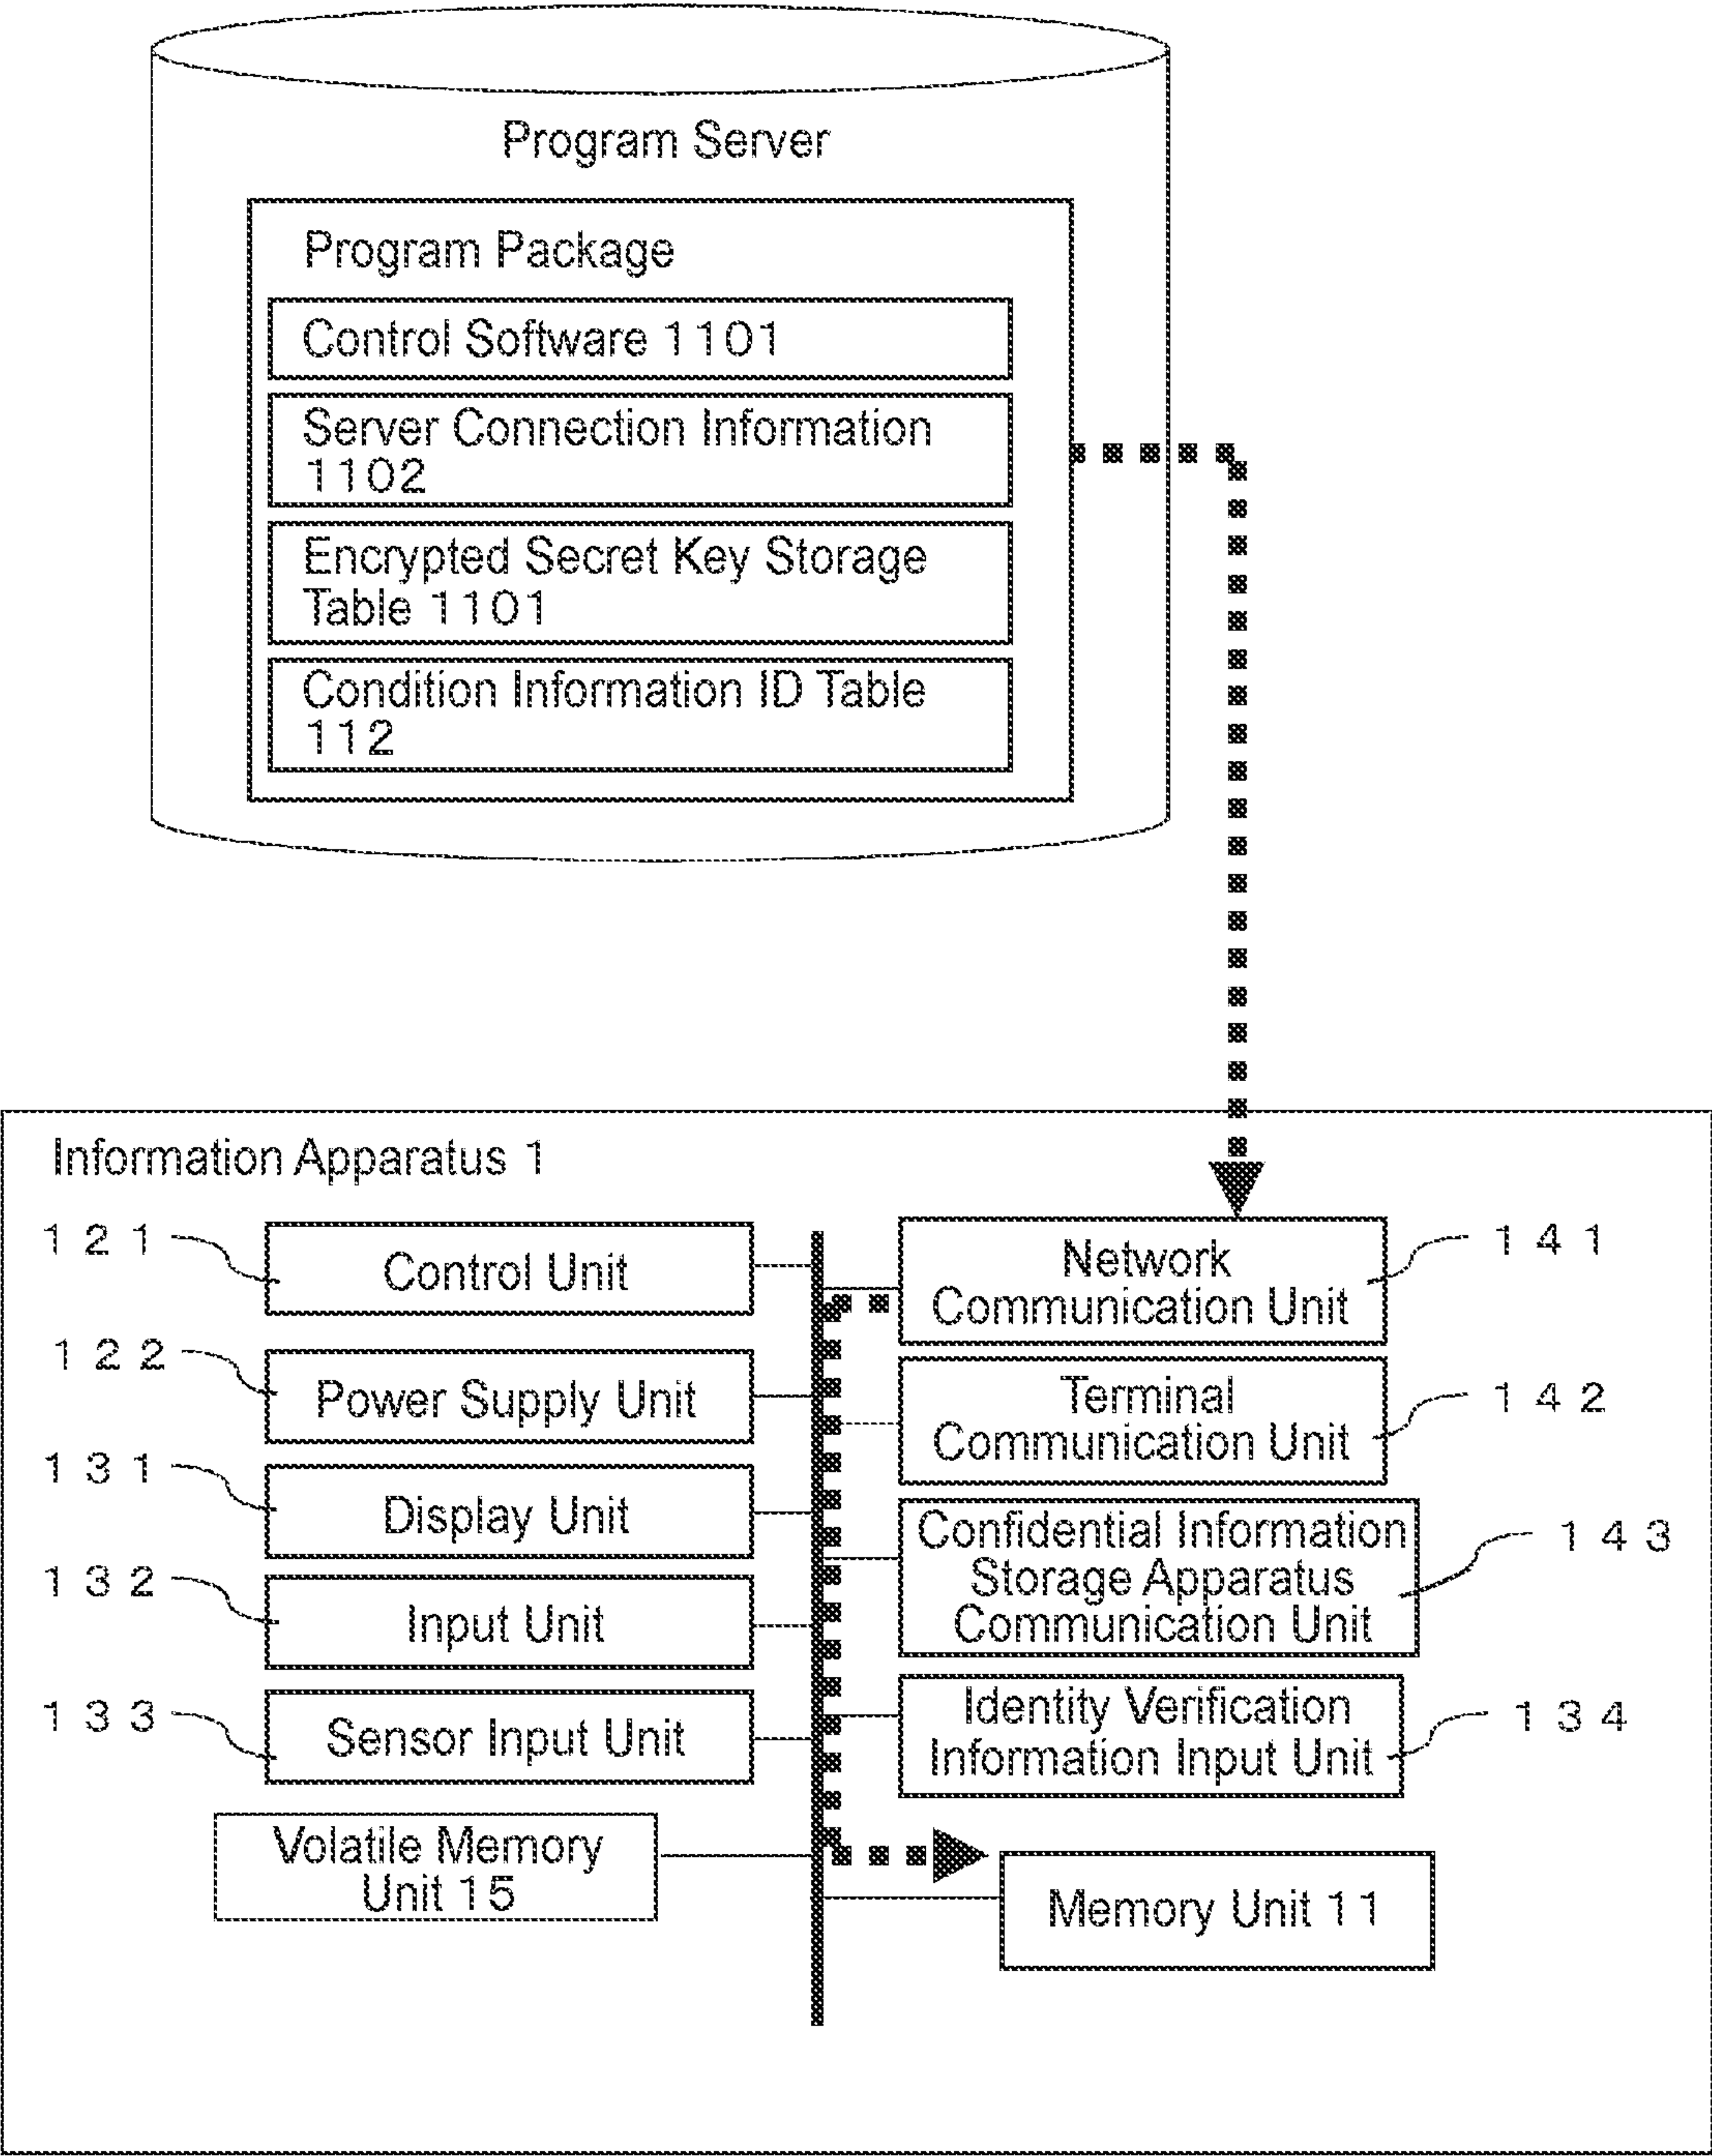 Program Server
Program Package
Control Software 1101
Server Connection Information
1102
Encrypted Secret Key Storage
Table 1101
Condition Information ID Table
112
Information Apparatus 1
121
Control Unit
122
Power Supply Unit
131
Display Unit
132
Input Unit
133
Sensor Input Unit
Volatile Memory
Unit 15
Network
Communication Unit
141
Terminal
Communication Unit
142
Confidential Information
Storage Apparatus
Communication Unit
143
Identity Verification
Information Input Unit
134
Memory Unit 11